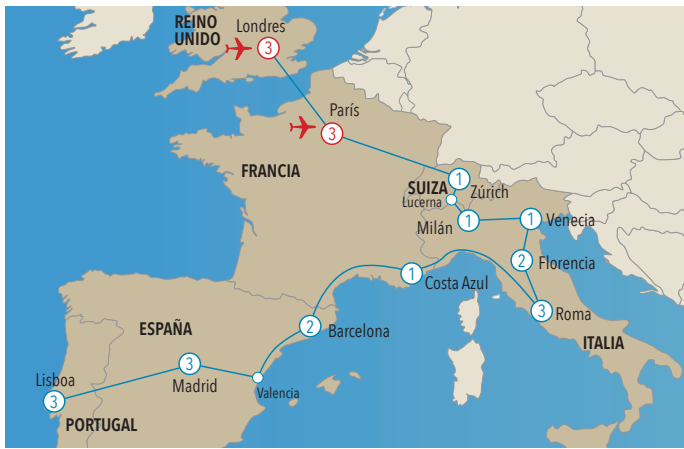 REINO
UNIDO
Londres
3
París
3
FRANCIA
1
SUIZA
Zúrich
Lucerna
Milán
1
1
Venecia
2
Florencia
1
Costa Azul
3
Roma
ITALIA
ESPAÑA
2
Barcelona
3
Madrid
Valencia
Lisboa
3
PORTUGAL